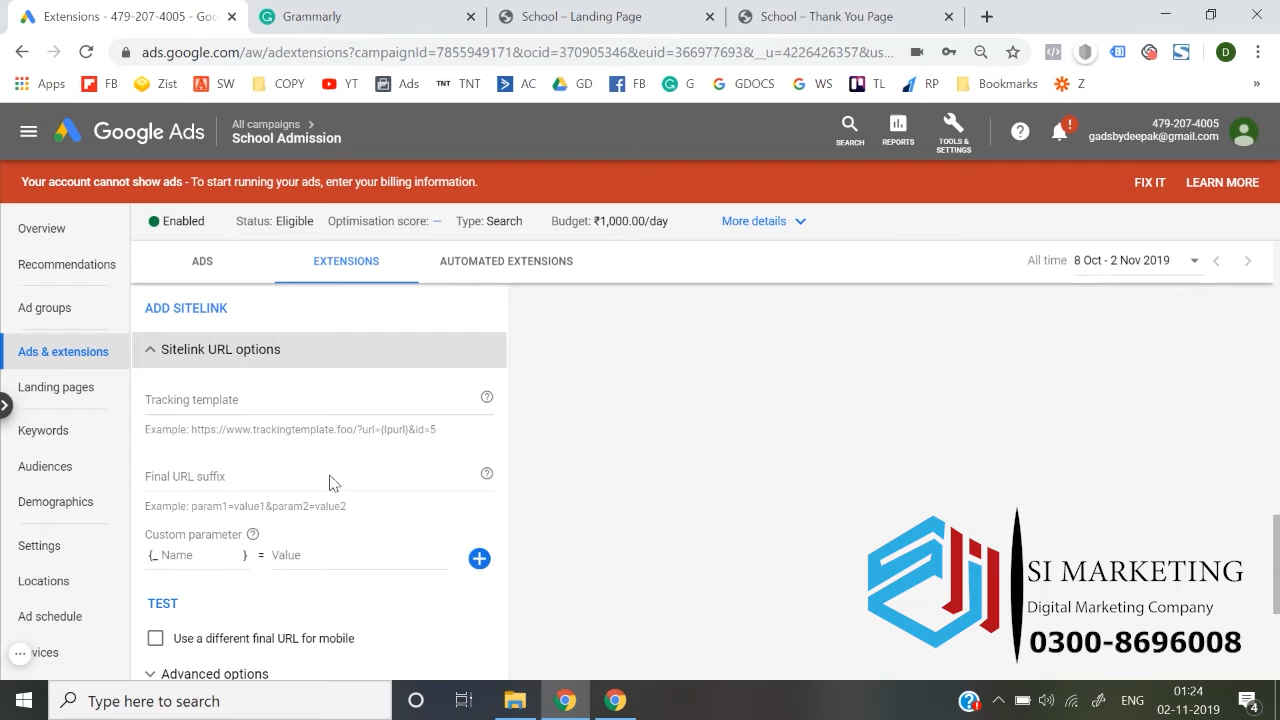 Extensions - 479-207-4005 - Goo
Grammarly
School – Landing Page
School – Thank You Page
ads.google.com/aw/adextensions?campaignId=7855949171&ocid=370905346&euid=366977693&__u=4226426357&us...
D
Apps
FB
Zist
SW
COPY
YT
Ads
TNT TNT
AC
GD
FB
G
GDOCS
WS
TL
RP
Bookmarks
Z
»
Google Ads
All campaigns
School Admission
SEARCH
REPORTS
TOOLS & SETTINGS
479-207-4005
gadsbydeepak@gmail.com
Your account cannot show ads - To start running your ads, enter your billing information.
FIX IT
LEARN MORE
Enabled
Status: Eligible
Optimisation score: –
Type: Search
Budget: ₹1,000.00/day
More details
Overview
Recommendations
Ad groups
Ads & extensions
Landing pages
Keywords
Audiences
Demographics
Settings
Locations
Ad schedule
vices
ADS
EXTENSIONS
AUTOMATED EXTENSIONS
All time 8 Oct - 2 Nov 2019
ADD SITELINK
Sitelink URL options
Tracking template
Example: https://www.trackingtemplate.foo/?url={lpurl}&id=5
Final URL suffix
Example: param1=value1&param2=value2
Custom parameter
{_ Name } = Value
TEST
Use a different final URL for mobile
Advanced options
SI MARKETING
Digital Marketing Company
0300-8696008
Type here to search
ENG
01:24
02-11-2019
4